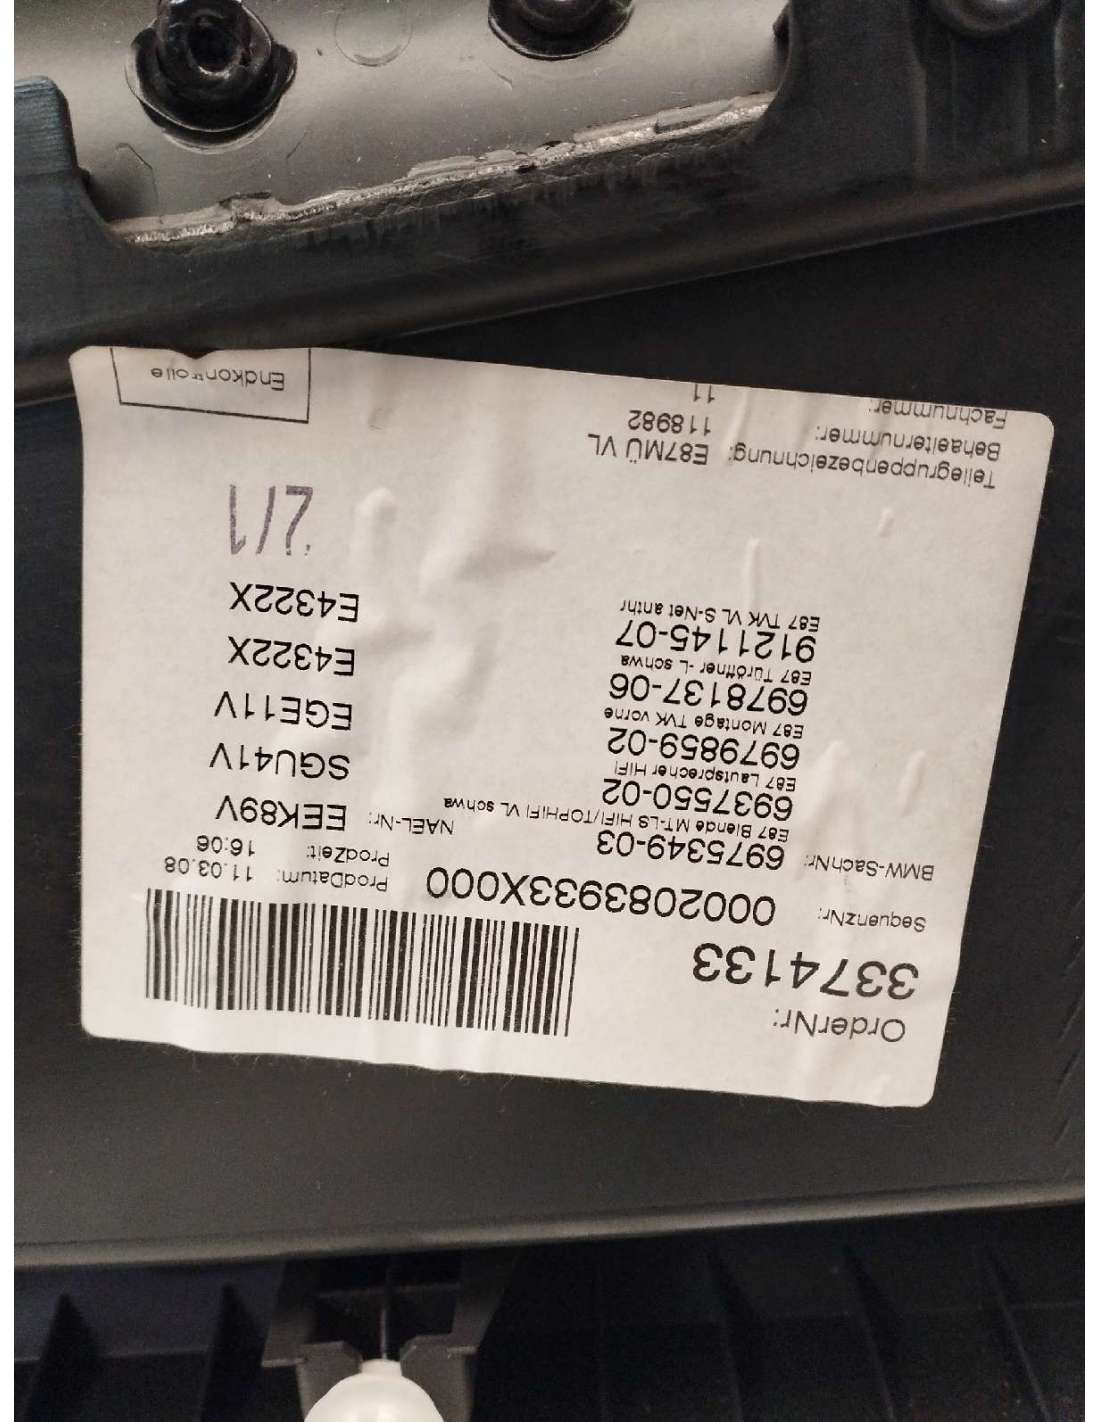 OrderNr:
3374133
SequenzNr: 0002083933X000
ProdDatum: 11.03.08
ProdZeit: 16:06
BMW-SachNr: 6975349-03 NAEL-Nr: EEK89V
E87 Blende MT-LS HIFI/TOPHIFI VL schwa
6937550-02 SGU41V
E87 Lautsprecher HIFI
6979859-02 EGE11V
E87 Montage TVK vorne
6978137-06 E4322X
E87 Türöffner -L schwa
9121145-07 E4322X
E87 TVK VL S-Net anthr
Teilegruppenbezeichnung: E87MÜ VL
Behaelternummer: 118982
Fachnummer: 11
Endkontrolle